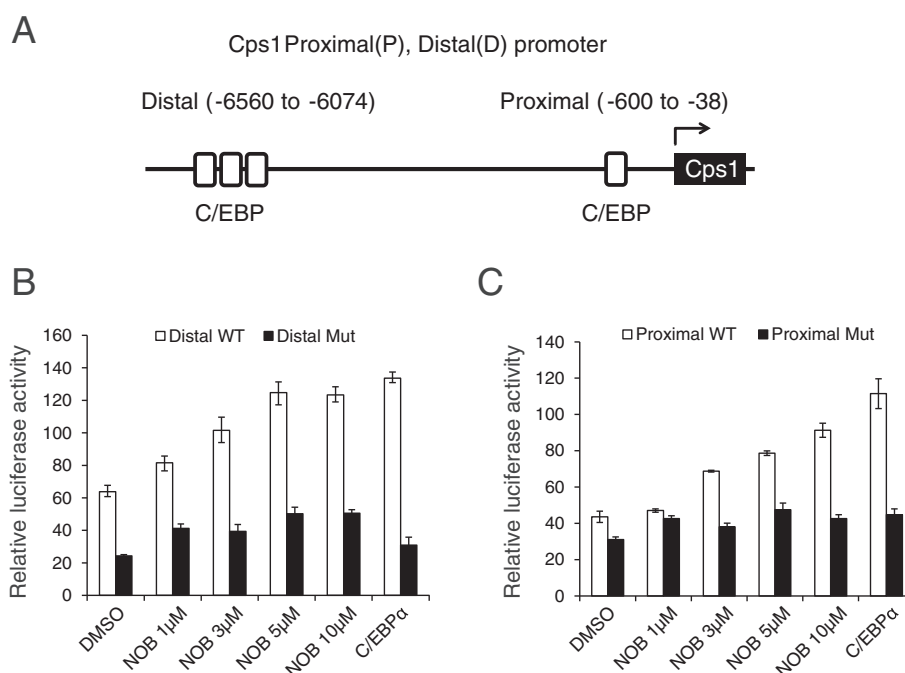 A
Cps1Proximal(P), Distal(D) promoter
Distal (-6560 to -6074)
Proximal (-600 to -38)
Cps1
C/EBP
C/EBP
B
Distal WT
Distal Mut
Relative luciferase activity
160
140
120
100
80
60
40
20
0
DMSO
NOB 1μM
NOB 3μM
NOB 5μM
NOB 10μM
C/EBPα
C
Proximal WT
Proximal Mut
Relative luciferase activity
140
120
100
80
60
40
20
0
DMSO
NOB 1μM
NOB 3μM
NOB 5μM
NOB 10μM
C/EBPα